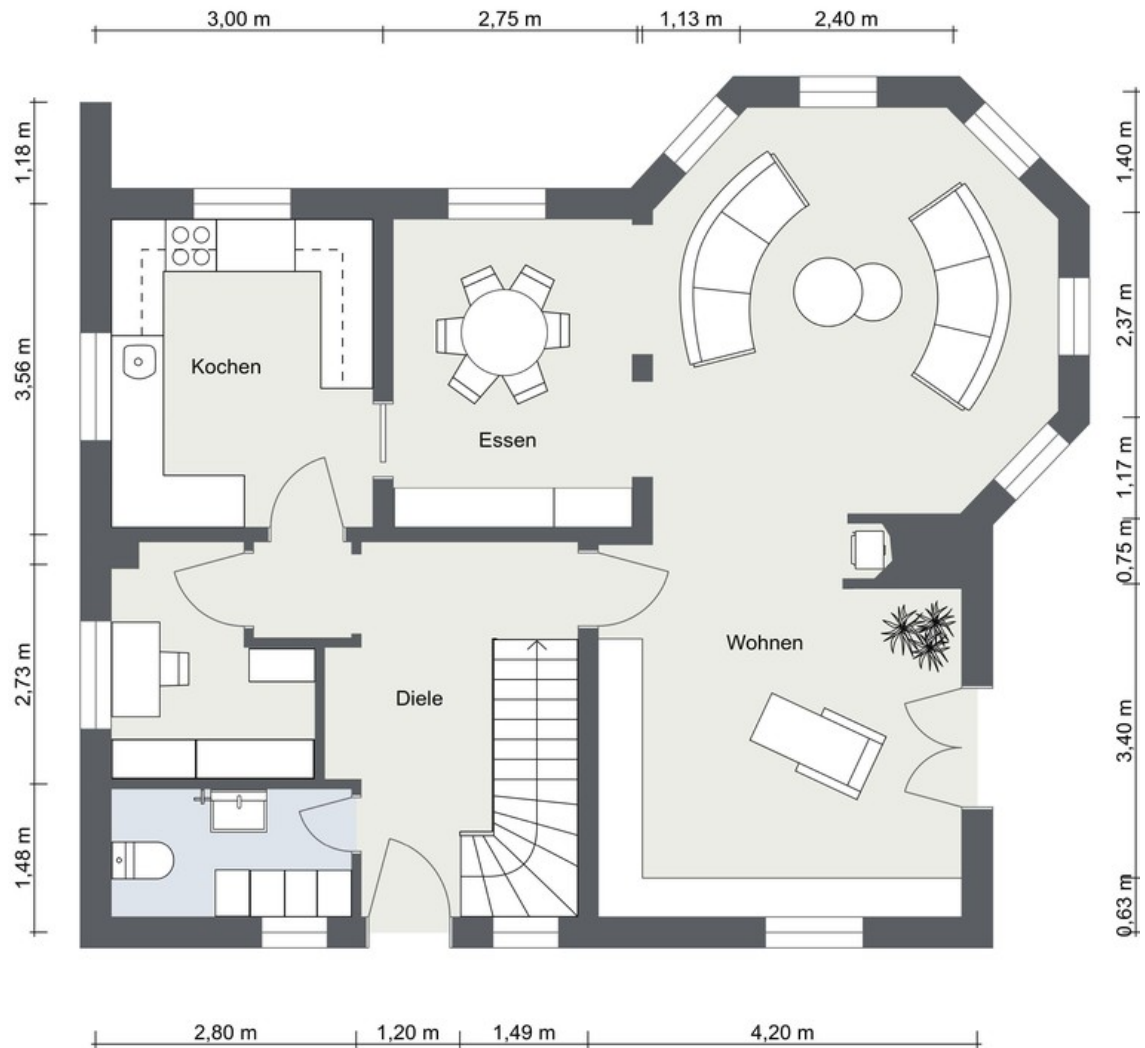 3,00 m
2,75 m
1,13 m
2,40 m
1,18 m
1,40 m
3,56 m
2,37 m
Kochen
Essen
1,17 m
0,75 m
Wohnen
2,73 m
Diele
3,40 m
1,48 m
0,63 m
2,80 m
1,20 m
1,49 m
4,20 m